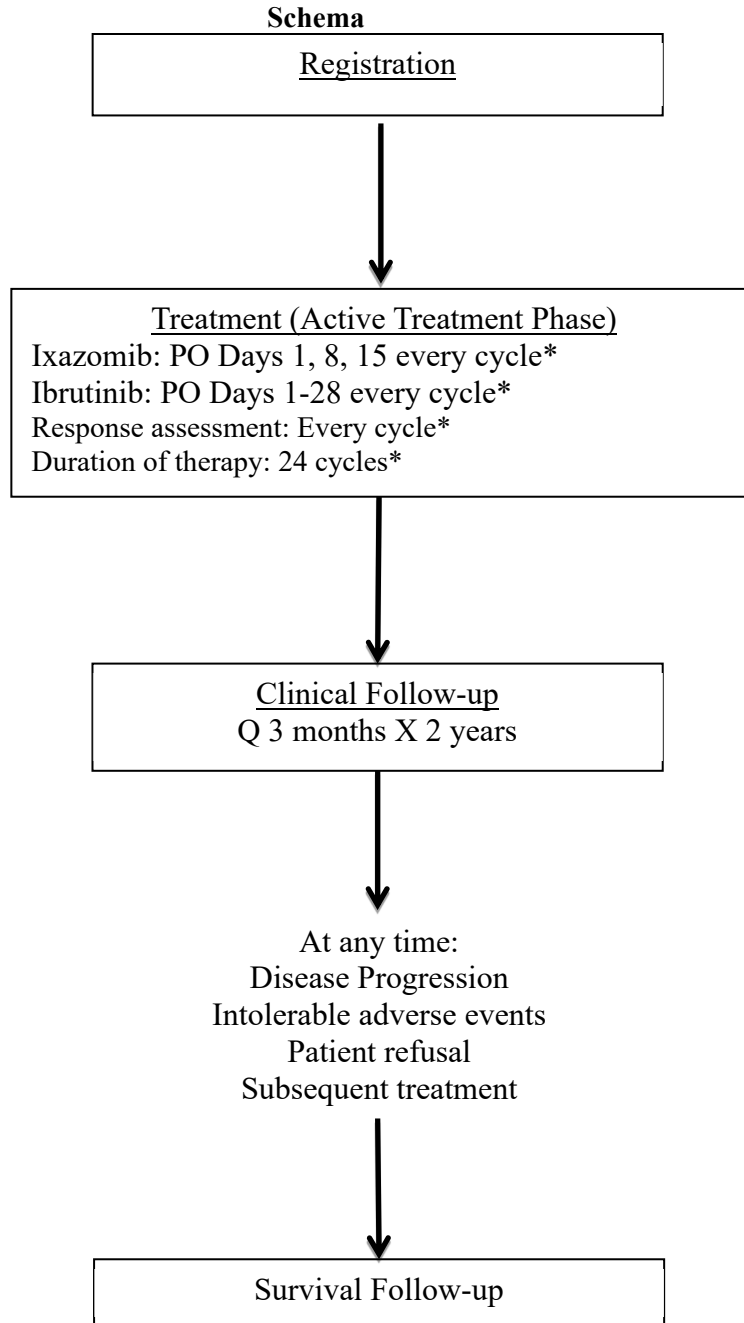 Schema
Registration
Treatment (Active Treatment Phase)
Ixazomib: PO Days 1, 8, 15 every cycle*
Ibrutinib: PO Days 1-28 every cycle*
Response assessment: Every cycle*
Duration of therapy: 24 cycles*
Clinical Follow-up
Q 3 months X 2 years
At any time:
Disease Progression
Intolerable adverse events
Patient refusal
Subsequent treatment
Survival Follow-up